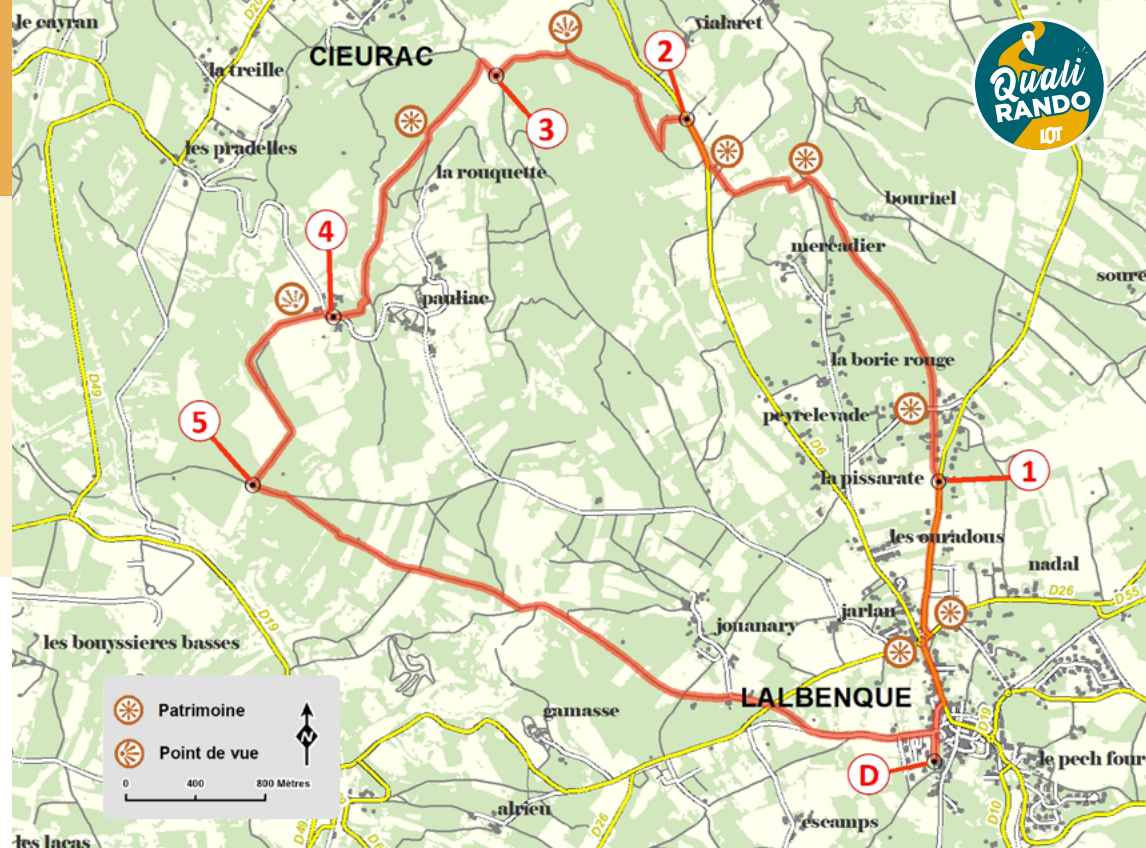 le cayran
D20
CIEURAC
vialaret
2
Quali
RANDO
LOT
la treille
3
les pradelles
la rouquette
bournel
4
mercadier
pauliac
la borie rouge
D49
5
peyrelevade
D6
la pissarate
1
les ouradous
nadal
D26
D55
jarlan
D19
jouanary
les bouyssieres basses
LALBENQUE
Patrimoine
gamasse
D19
Point de vue
N
le pech four
D
0 400 800 Mètres
alrieu
D10
escamps
D49
D26
les lacas